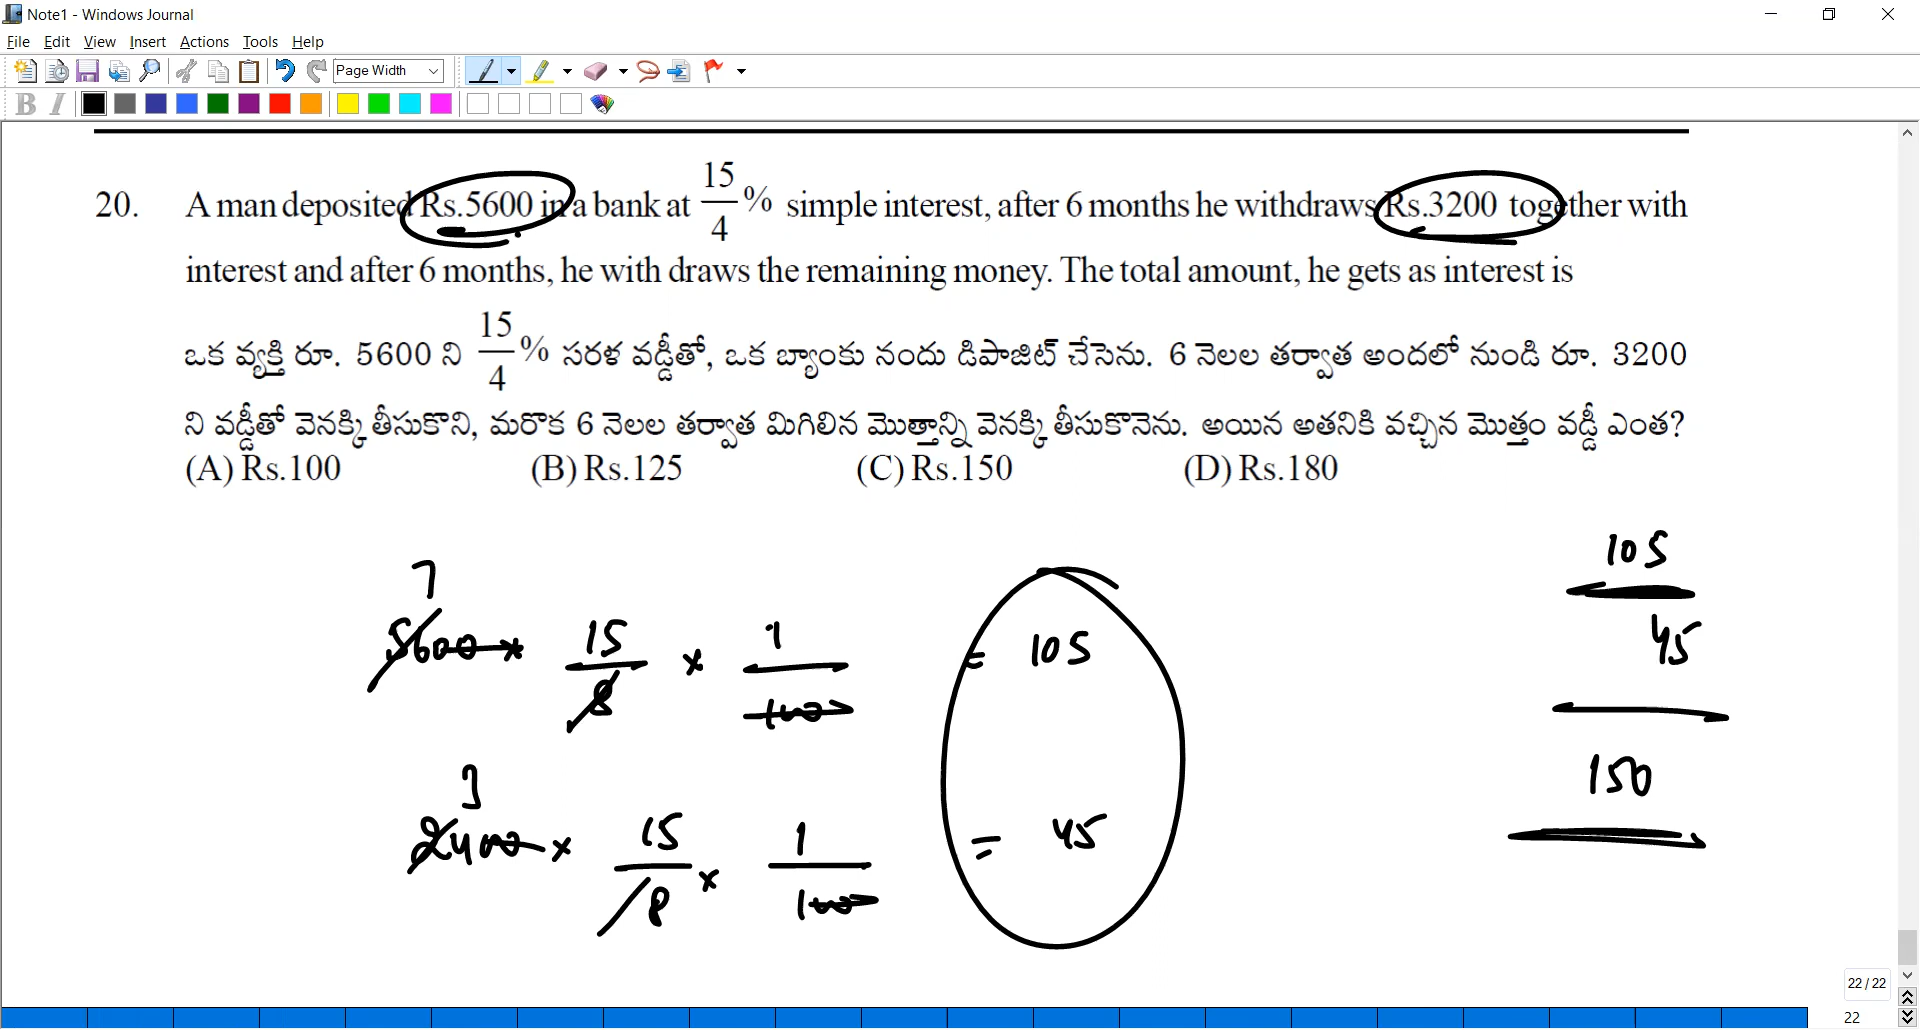 Note1 - Windows Journal
File Edit View Insert Actions Tools Help
Page Width
B I
20. A man deposited Rs.5600 in a bank at 15/4 % simple interest, after 6 months he withdraws Rs.3200 together with
interest and after 6 months, he with draws the remaining money. The total amount, he gets as interest is
ఒక వ్యక్తి రూ. 5600 ని 15/4 % సరళ వడ్డీతో, ఒక బ్యాంకు నందు డిపాజిట్ చేసెను. 6 నెలల తర్వాత అందలో నుండి రూ. 3200
ని వడ్డీతో వెనక్కి తీసుకొని, మరొక 6 నెలల తర్వాత మిగిలిన మొత్తాన్ని వెనక్కి తీసుకొనెను. అయిన అతనికి వచ్చిన మొత్తం వడ్డీ ఎంత?
(A) Rs.100 (B) Rs.125 (C) Rs.150 (D) Rs.180
7
5600 × 15/8 × 1/100 = 105
3
2400 × 15/8 × 1/100 = 45
105
45
150
22 / 22
22